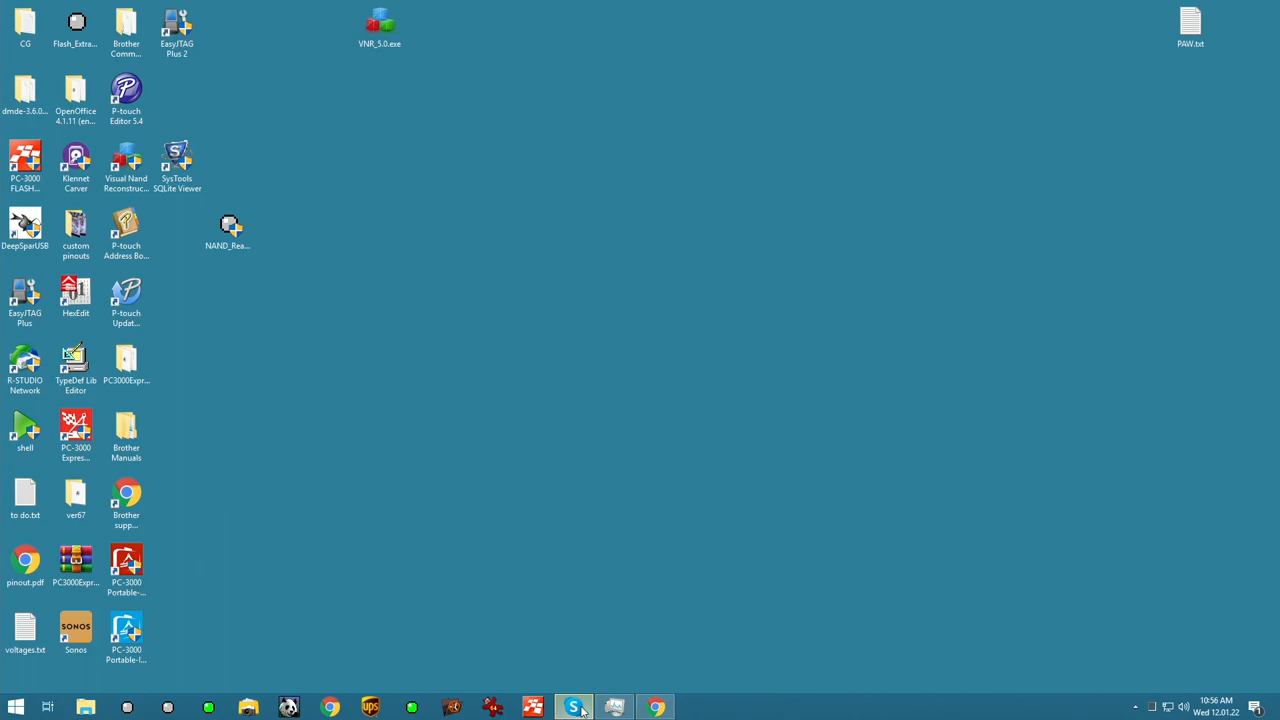 CG
Flash_Extra...
Brother
Comm...
EasyJTAG
Plus 2
VNR_5.0.exe
PAW.txt
dmde-3.6.0...
OpenOffice
4.1.11 (en...
P-touch
Editor 5.4
PC-3000
FLASH...
Klennet
Carver
Visual Nand
Reconstruc...
SysTools
SQLite Viewer
DeepSparUSB
custom
pinouts
P-touch
Address Bo...
NAND_Rea...
EasyJTAG
Plus
HexEdit
P-touch
Updat...
R-STUDIO
Network
TypeDef Lib
Editor
PC3000Expr...
shell
PC-3000
Expres...
Brother
Manuals
to do.txt
ver67
Brother
supp...
pinout.pdf
PC3000Expr...
PC-3000
Portable-...
voltages.txt
SONOS
Sonos
PC-3000
Portable-I...
ups
10:56 AM
Wed 12.01.22